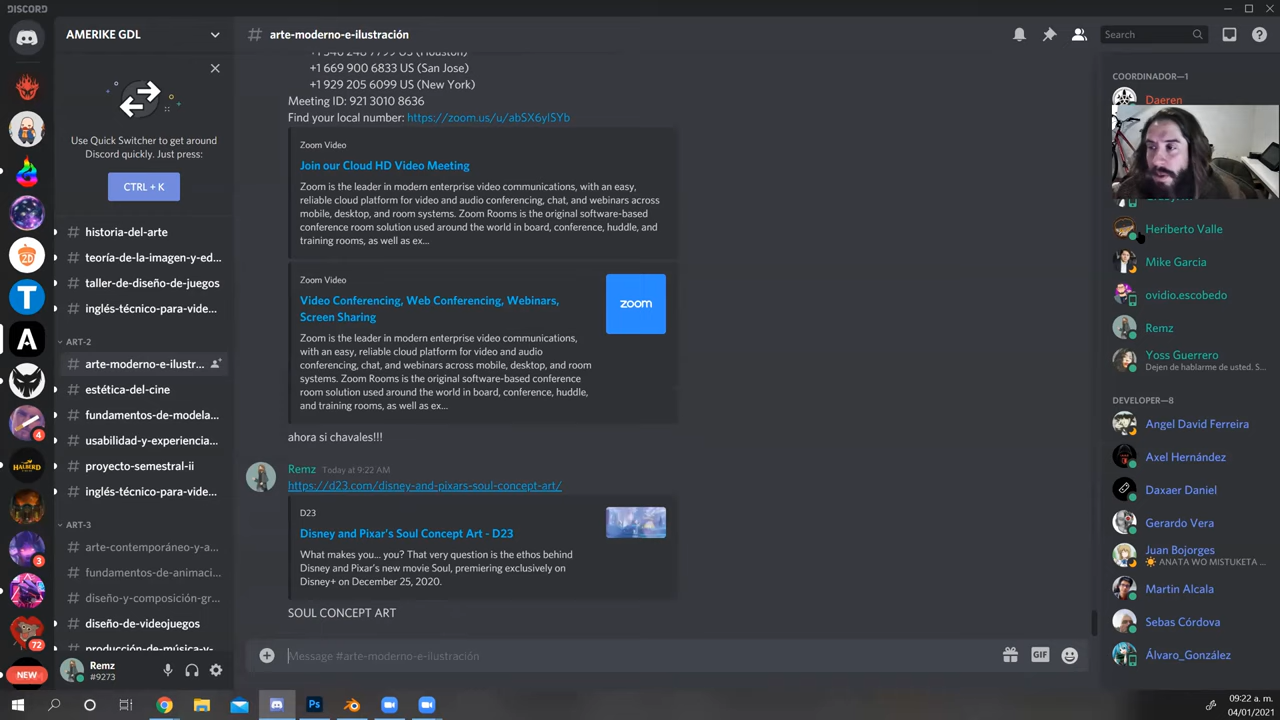 DISCORD
AMERIKE GDL
# arte-moderno-e-ilustración
Search
Use Quick Switcher to get around
Discord quickly. Just press:
CTRL + K
# historia-del-arte
# teoría-de-la-imagen-y-ed...
# taller-de-diseño-de-juegos
# inglés-técnico-para-vide...
ART-2
# arte-moderno-e-ilustr...
# estética-del-cine
# fundamentos-de-modela...
# usabilidad-y-experiencia...
# proyecto-semestral-ii
# inglés-técnico-para-vide...
ART-3
# arte-contemporáneo-y-a...
# fundamentos-de-animaci...
# diseño-y-composición-gr...
# diseño-de-videojuegos
# producción-de-música-y...
2D
T
A
4
HALBERD
3
72
NEW
Remz
#9273
+1 346 248 7799 US (Houston)
+1 669 900 6833 US (San Jose)
+1 929 205 6099 US (New York)
Meeting ID: 921 3010 8636
Find your local number: https://zoom.us/u/abSX6ylSYb
Zoom Video
Join our Cloud HD Video Meeting
Zoom is the leader in modern enterprise video communications, with an easy,
reliable cloud platform for video and audio conferencing, chat, and webinars across
mobile, desktop, and room systems. Zoom Rooms is the original software-based
conference room solution used around the world in board, conference, huddle, and
training rooms, as well as ex...
Zoom Video
Video Conferencing, Web Conferencing, Webinars,
Screen Sharing
zoom
Zoom is the leader in modern enterprise video communications,
with an easy, reliable cloud platform for video and audio
conferencing, chat, and webinars across mobile, desktop, and room
systems. Zoom Rooms is the original software-based conference
room solution used around the world in board, conference, huddle,
and training rooms, as well as ex...
ahora si chavales!!!
Remz Today at 9:22 AM
https://d23.com/disney-and-pixars-soul-concept-art/
D23
Disney and Pixar's Soul Concept Art - D23
What makes you... you? That very question is the ethos behind
Disney and Pixar's new movie Soul, premiering exclusively on
Disney+ on December 25, 2020.
SOUL CONCEPT ART
Message #arte-moderno-e-ilustración
GIF
COORDINADOR—1
Daeren
Heriberto Valle
Mike Garcia
ovidio.escobedo
Remz
Yoss Guerrero
Dejen de hablarme de usted. S...
DEVELOPER—8
Angel David Ferreira
Axel Hernández
Daxaer Daniel
Gerardo Vera
Juan Bojorges
ANATA WO MISTUKETA ...
Martin Alcala
Sebas Córdova
Álvaro_González
Ps
09:22 a. m.
04/01/2021